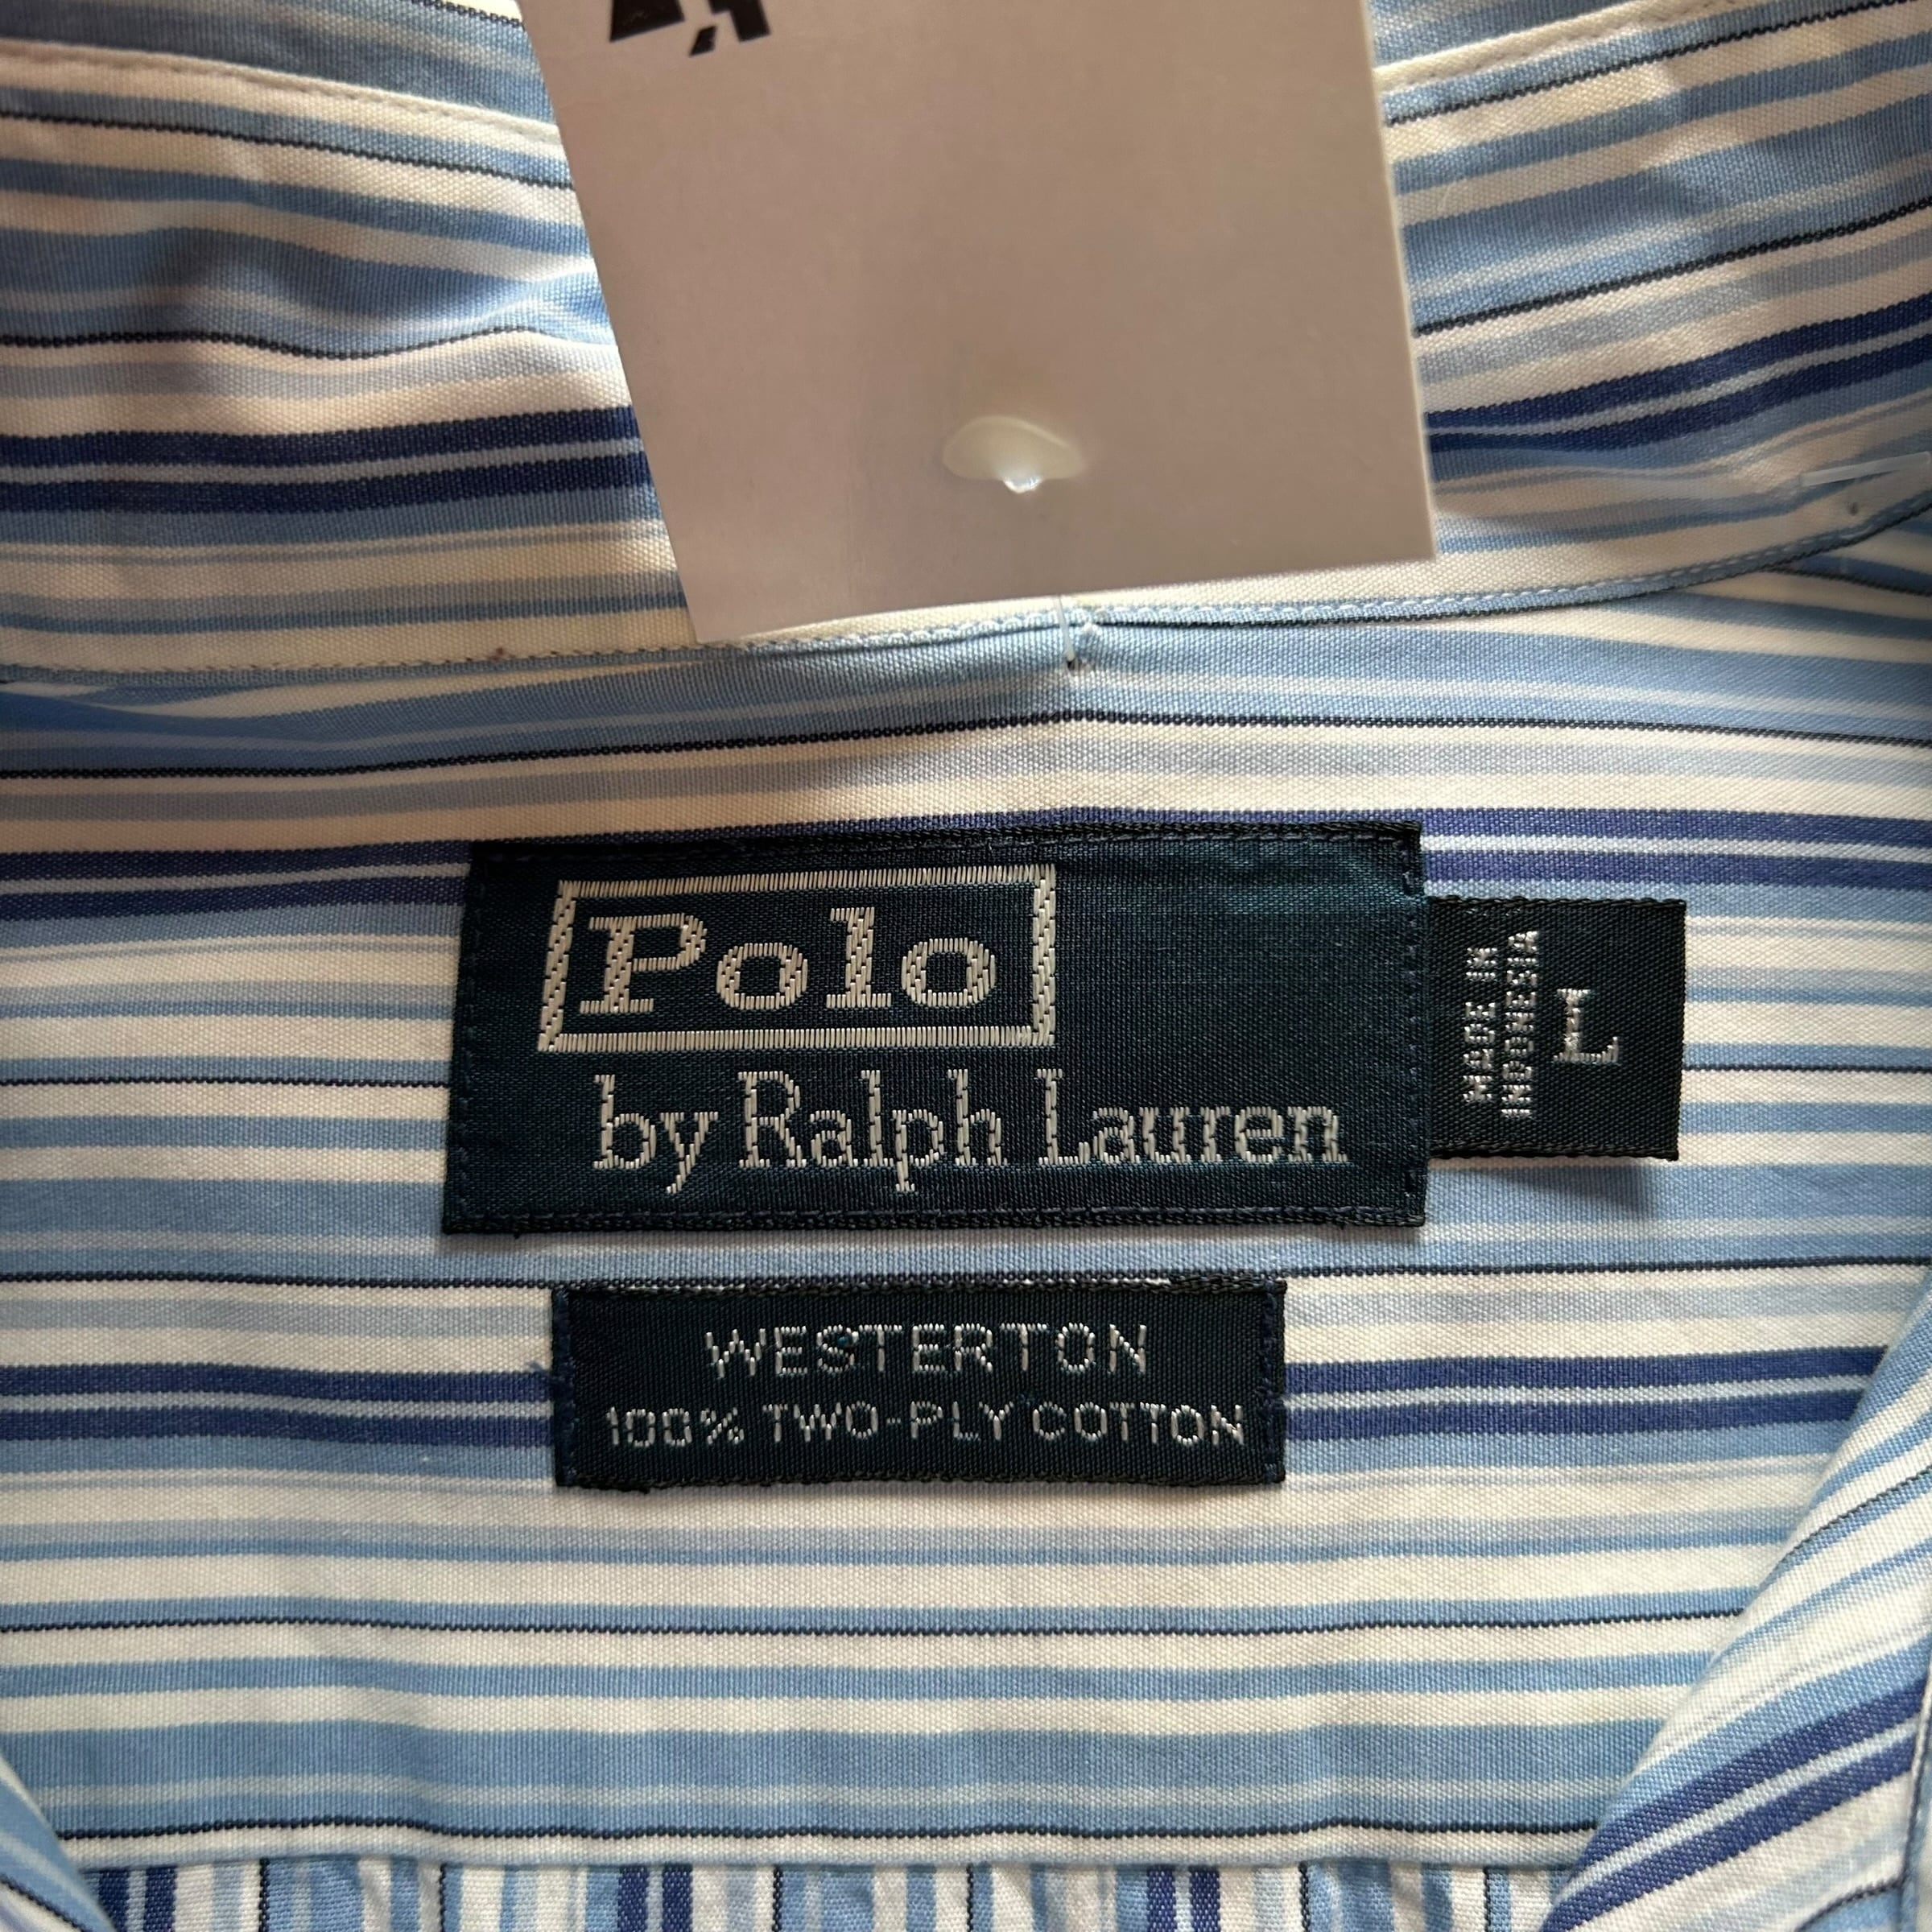 Polo
by Ralph Lauren
MADE IN
INDONESIA
L
WESTERTON
100% TWO-PLY COTTON